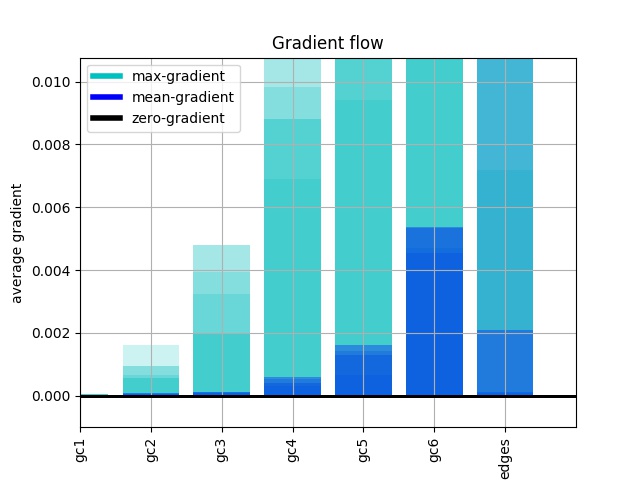 Gradient flow
max-gradient
mean-gradient
zero-gradient
average gradient
0.010
0.008
0.006
0.004
0.002
0.000
gc1
gc2
gc3
gc4
gc5
gc6
edges